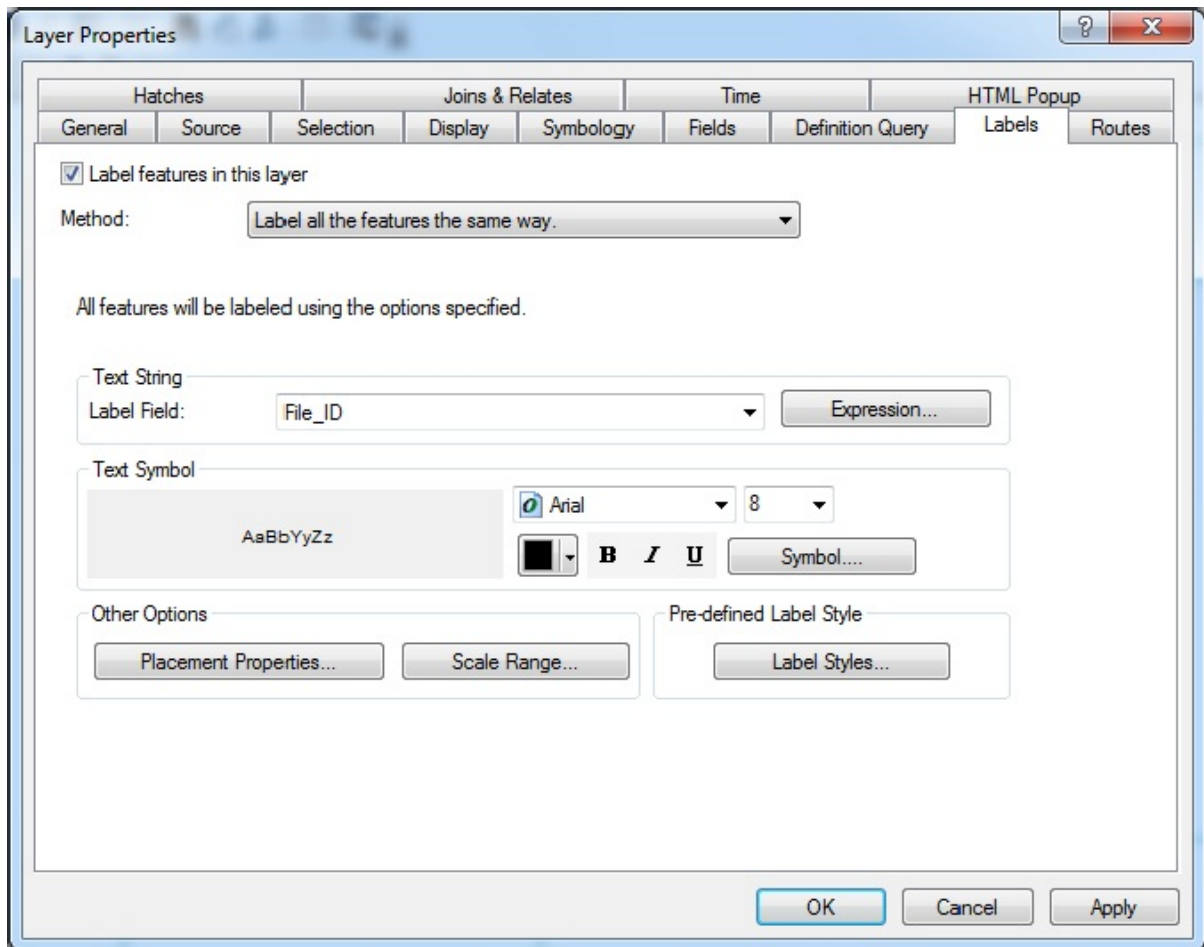 Layer Properties
Hatches Joins & Relates Time HTML Popup
General Source Selection Display Symbology Fields Definition Query Labels Routes
Label features in this layer
Method: Label all the features the same way.
All features will be labeled using the options specified.
Text String
Label Field: File_ID Expression...
Text Symbol
AaBbYyZz Arial 8
B I U Symbol....
Other Options Pre-defined Label Style
Placement Properties... Scale Range... Label Styles...
OK Cancel Apply